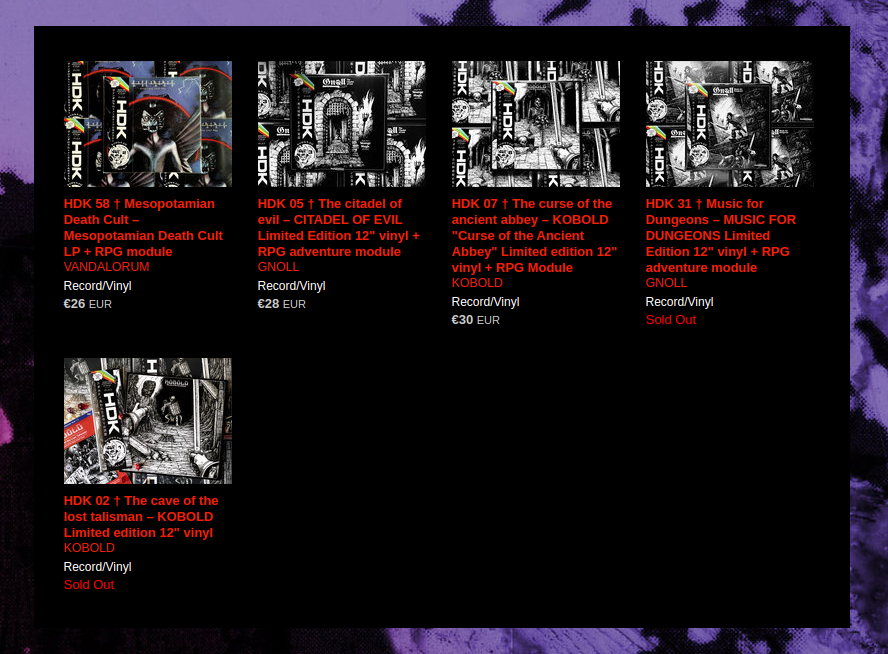 HDK 58 † Mesopotamian
Death Cult –
Mesopotamian Death Cult
LP + RPG module
VANDALORUM
Record/Vinyl
€26 EUR
HDK 05 † The citadel of
evil – CITADEL OF EVIL
Limited Edition 12" vinyl +
RPG adventure module
GNOLL
Record/Vinyl
€28 EUR
HDK 07 † The curse of the
ancient abbey – KOBOLD
"Curse of the Ancient
Abbey" Limited edition 12"
vinyl + RPG Module
KOBOLD
Record/Vinyl
€30 EUR
HDK 31 † Music for
Dungeons – MUSIC FOR
DUNGEONS Limited
Edition 12" vinyl + RPG
adventure module
GNOLL
Record/Vinyl
Sold Out
HDK 02 † The cave of the
lost talisman – KOBOLD
Limited edition 12" vinyl
KOBOLD
Record/Vinyl
Sold Out